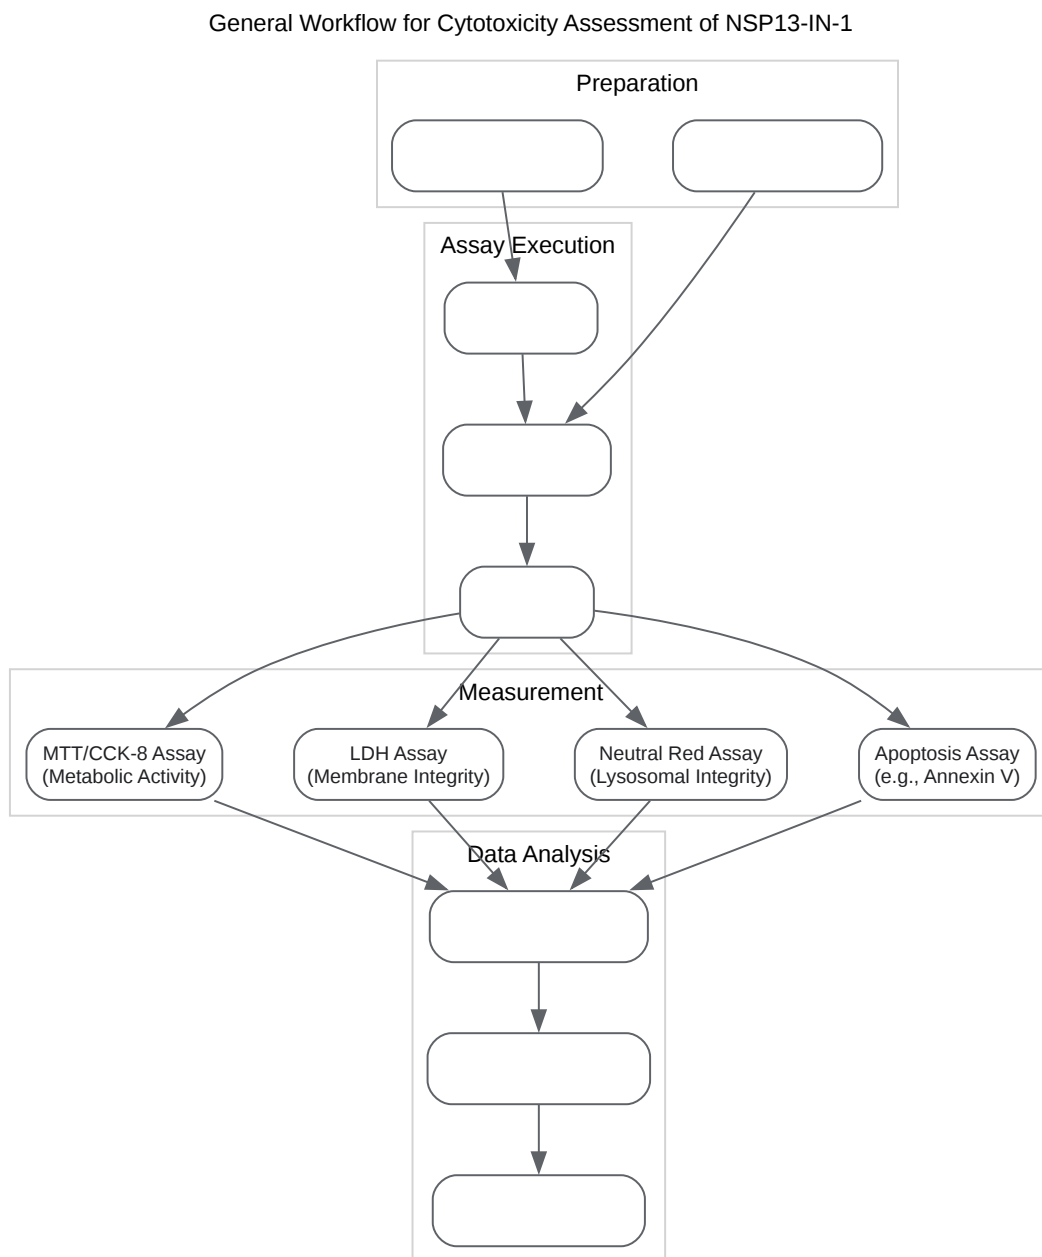 General Workflow for Cytotoxicity Assessment of NSP13-IN-1
Preparation
Assay Execution
Measurement
MTT/CCK-8 Assay
(Metabolic Activity)
LDH Assay
(Membrane Integrity)
Neutral Red Assay
(Lysosomal Integrity)
Apoptosis Assay
(e.g., Annexin V)
Data Analysis